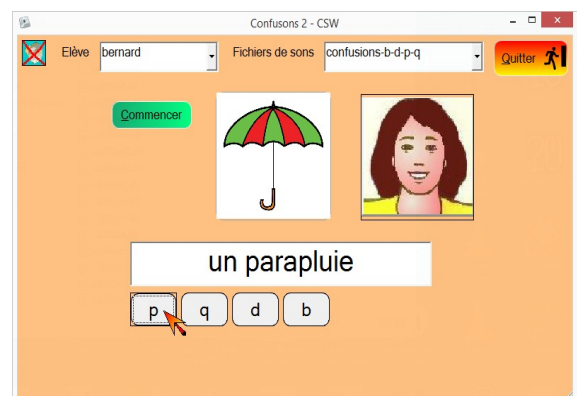 Confusons 2 - CSW
Elève bernard Fichiers de sons confusions-b-d-p-q Quitter
Commencer
un parapluie
p q d b